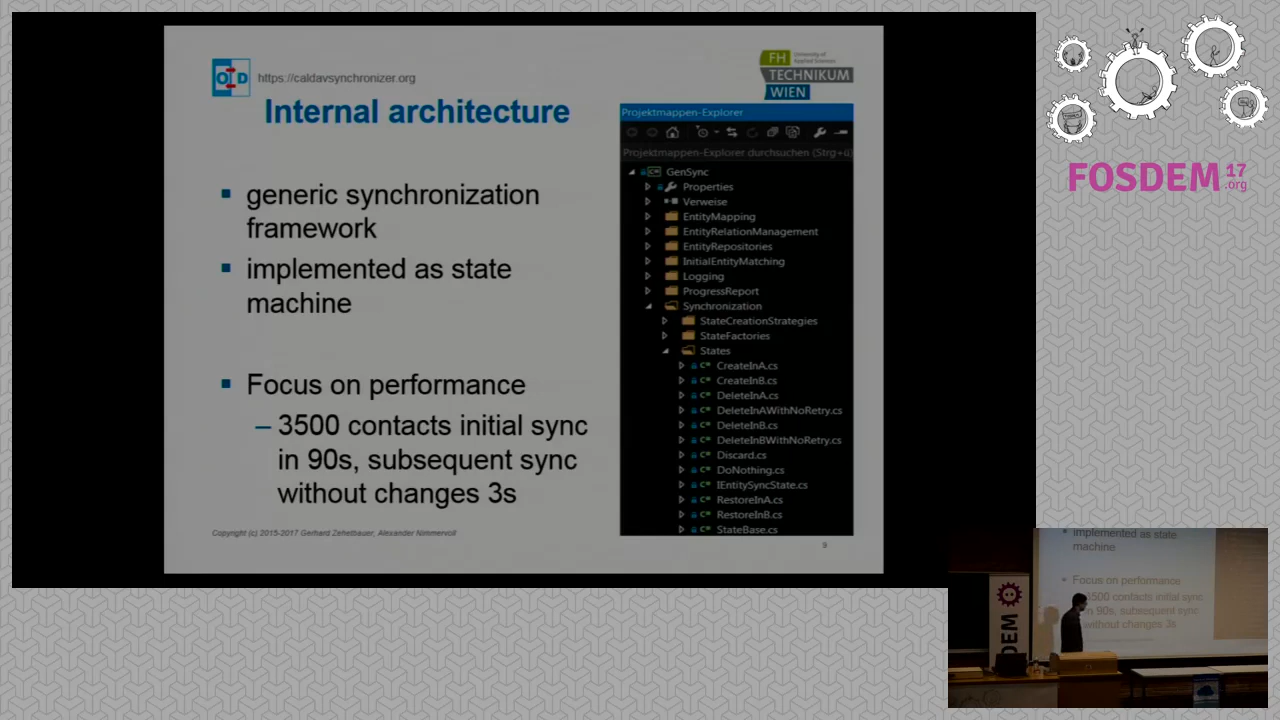 https://caldavsynchronizer.org
FH University of Applied Sciences
TECHNIKUM
WIEN
Internal architecture
generic synchronization
framework
implemented as state
machine
Focus on performance
– 3500 contacts initial sync
in 90s, subsequent sync
without changes 3s
Projektmappen-Explorer
Projektmappen-Explorer durchsuchen (Strg+ü)
GenSync
Properties
Verweise
EntityMapping
EntityRelationManagement
EntityRepositories
InitialEntityMatching
Logging
ProgressReport
Synchronization
StateCreationStrategies
StateFactories
States
C# CreateInA.cs
C# CreateInB.cs
C# DeleteInA.cs
C# DeleteInAWithNoRetry.cs
C# DeleteInB.cs
C# DeleteInBWithNoRetry.cs
C# Discard.cs
C# DoNothing.cs
C# IEntitySyncState.cs
C# RestoreInA.cs
C# RestoreInB.cs
C# StateBase.cs
Copyright (c) 2015-2017 Gerhard Zehetbauer, Alexander Nimmervoll
9
FOSDEM 17
.org
implemented as state
machine
Focus on performance
3500 contacts initial sync
in 90s, subsequent sync
without changes 3s
DEM